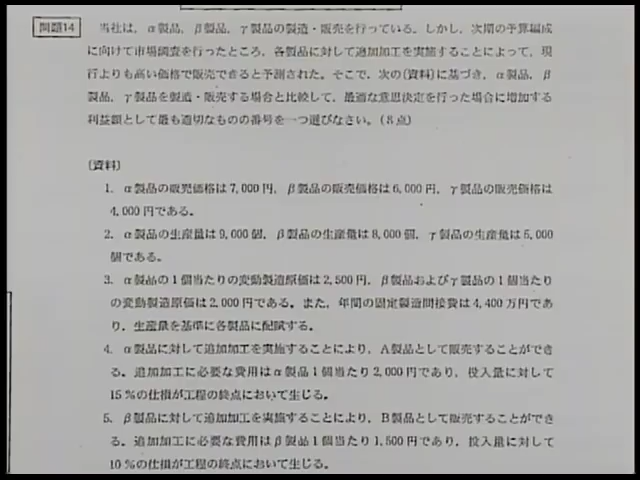 問題14 当社は，α製品，β製品，γ製品の製造・販売を行っている。しかし，次期の予算編成
に向けて市場調査を行ったところ，各製品に対して追加加工を実施することによって，現
行よりも高い価格で販売できると予測された。そこで，次の〔資料〕に基づき，α製品，β
製品，γ製品を製造・販売する場合と比較して，最適な意思決定を行った場合に増加する
利益額として最も適切なものの番号を一つ選びなさい。(8点)
〔資料〕
1. α製品の販売価格は7,000円，β製品の販売価格は6,000円，γ製品の販売価格は
4,000円である。
2. α製品の生産量は9,000個，β製品の生産量は8,000個，γ製品の生産量は5,000
個である。
3. α製品の1個当たりの変動製造原価は2,500円，β製品およびγ製品の1個当たり
の変動製造原価は2,000円である。また，年間の固定製造間接費は4,400万円であ
り，生産量を基準に各製品に配賦する。
4. α製品に対して追加加工を実施することにより，A製品として販売することができ
る。追加加工に必要な費用はα製品1個当たり2,000円であり，投入量に対して
15％の仕損が工程の終点において生じる。
5. β製品に対して追加加工を実施することにより，B製品として販売することができ
る。追加加工に必要な費用はβ製品1個当たり1,500円であり，投入量に対して
10％の仕損が工程の終点において生じる。